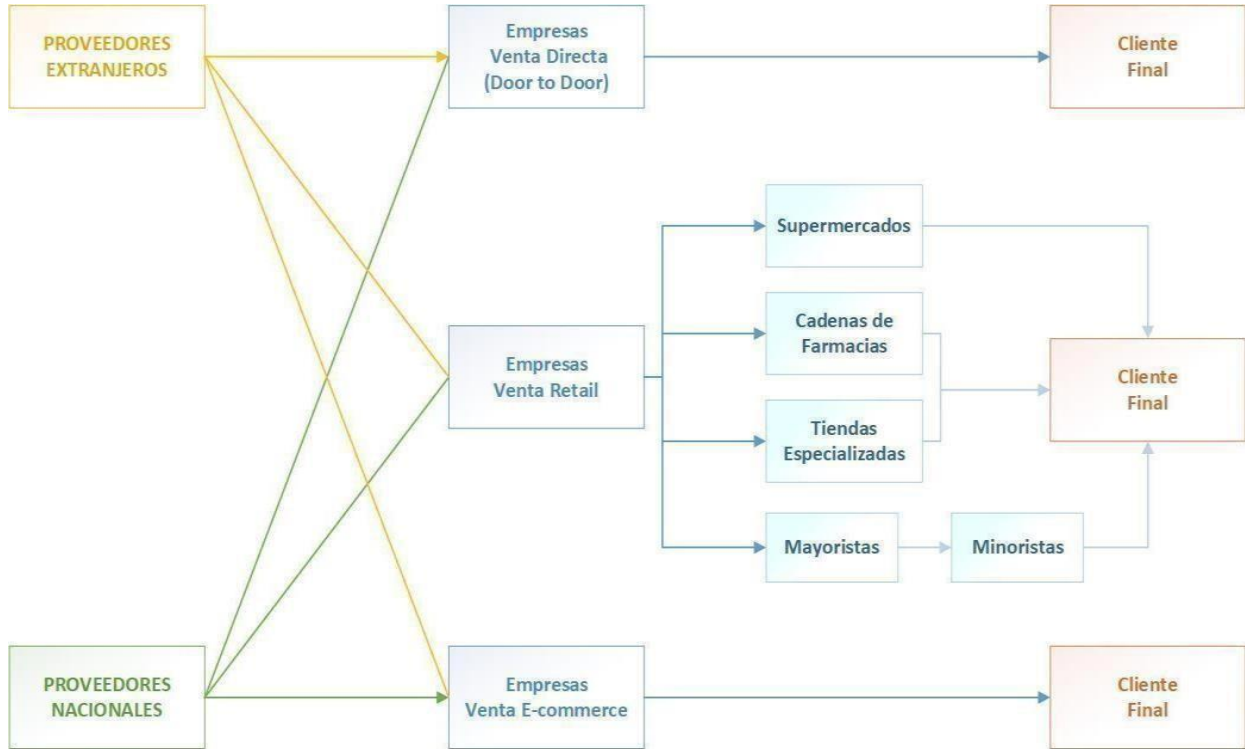 PROVEEDORES
EXTRANJEROS
Empresas
Venta Directa
(Door to Door)
Cliente
Final
Supermercados
Cadenas de
Farmacias
Empresas
Venta Retail
Cliente
Final
Tiendas
Especializadas
Mayoristas
Minoristas
PROVEEDORES
NACIONALES
Empresas
Venta E-commerce
Cliente
Final